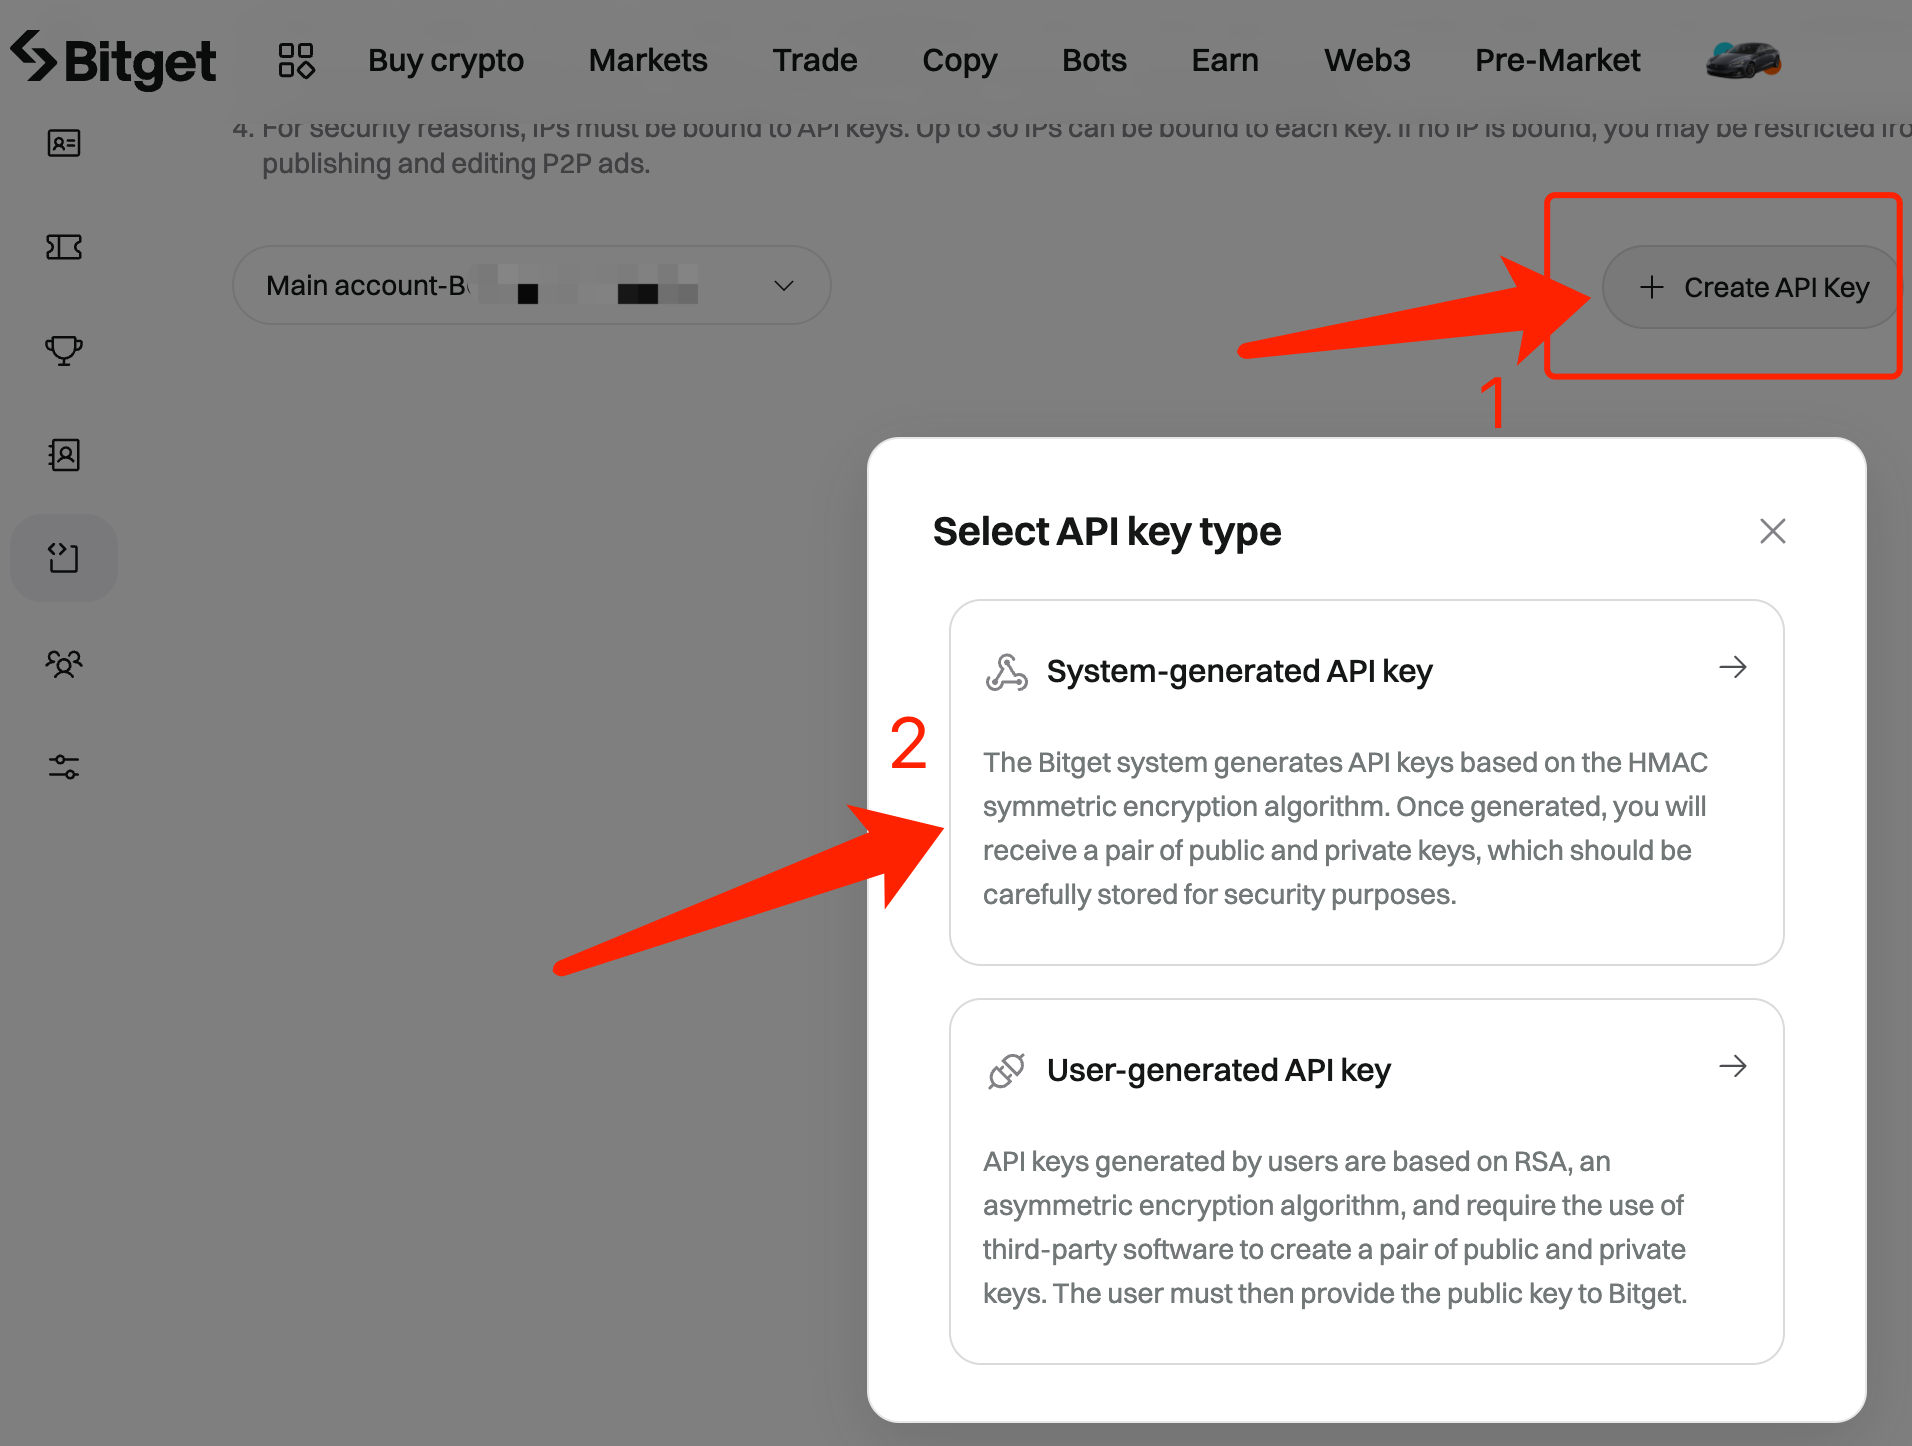 Bitget
Buy crypto Markets Trade Copy Bots Earn Web3 Pre-Market
4. For security reasons, IPs must be bound to API keys. Up to 30 IPs can be bound to each key. If no IP is bound, you may be restricted
publishing and editing P2P ads.
Main account-B
Create API Key
1
Select API key type
System-generated API key
2
The Bitget system generates API keys based on the HMAC
symmetric encryption algorithm. Once generated, you will
receive a pair of public and private keys, which should be
carefully stored for security purposes.
User-generated API key
API keys generated by users are based on RSA, an
asymmetric encryption algorithm, and require the use of
third-party software to create a pair of public and private
keys. The user must then provide the public key to Bitget.